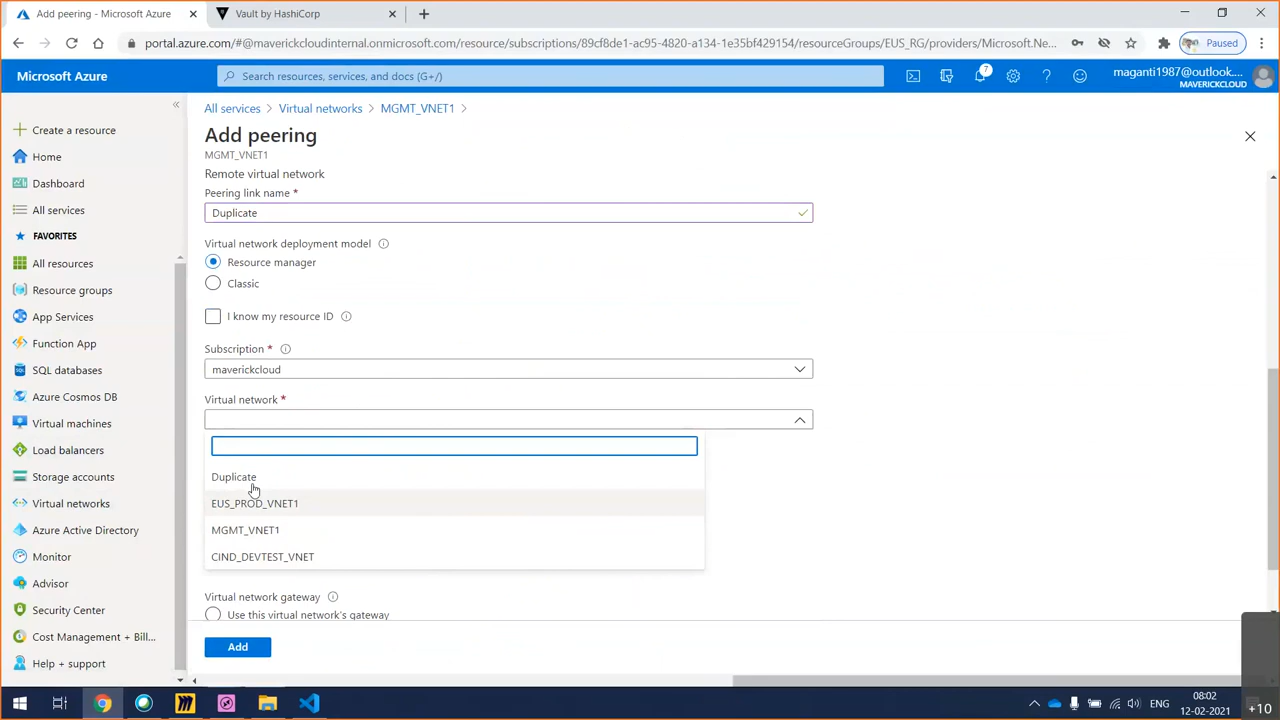 Add peering - Microsoft Azure
Vault by HashiCorp
portal.azure.com/#@maverickcloudinternal.onmicrosoft.com/resource/subscriptions/89cf8de1-ac95-4820-a134-1e35bf429154/resourceGroups/EUS_RG/providers/Microsoft.Ne...
Paused
Microsoft Azure
Search resources, services, and docs (G+/)
7
maganti1987@outlook....
MAVERICKCLOUD
Create a resource
Home
Dashboard
All services
FAVORITES
All resources
Resource groups
App Services
Function App
SQL databases
Azure Cosmos DB
Virtual machines
Load balancers
Storage accounts
Virtual networks
Azure Active Directory
Monitor
Advisor
Security Center
Cost Management + Bill...
Help + support
All services > Virtual networks > MGMT_VNET1 >
Add peering
MGMT_VNET1
Remote virtual network
Peering link name *
Duplicate
Virtual network deployment model
Resource manager
Classic
I know my resource ID
Subscription *
maverickcloud
Virtual network *
Duplicate
EUS_PROD_VNET1
MGMT_VNET1
CIND_DEVTEST_VNET
Virtual network gateway
Use this virtual network's gateway
Add
ENG
08:02
12-02-2021
+10